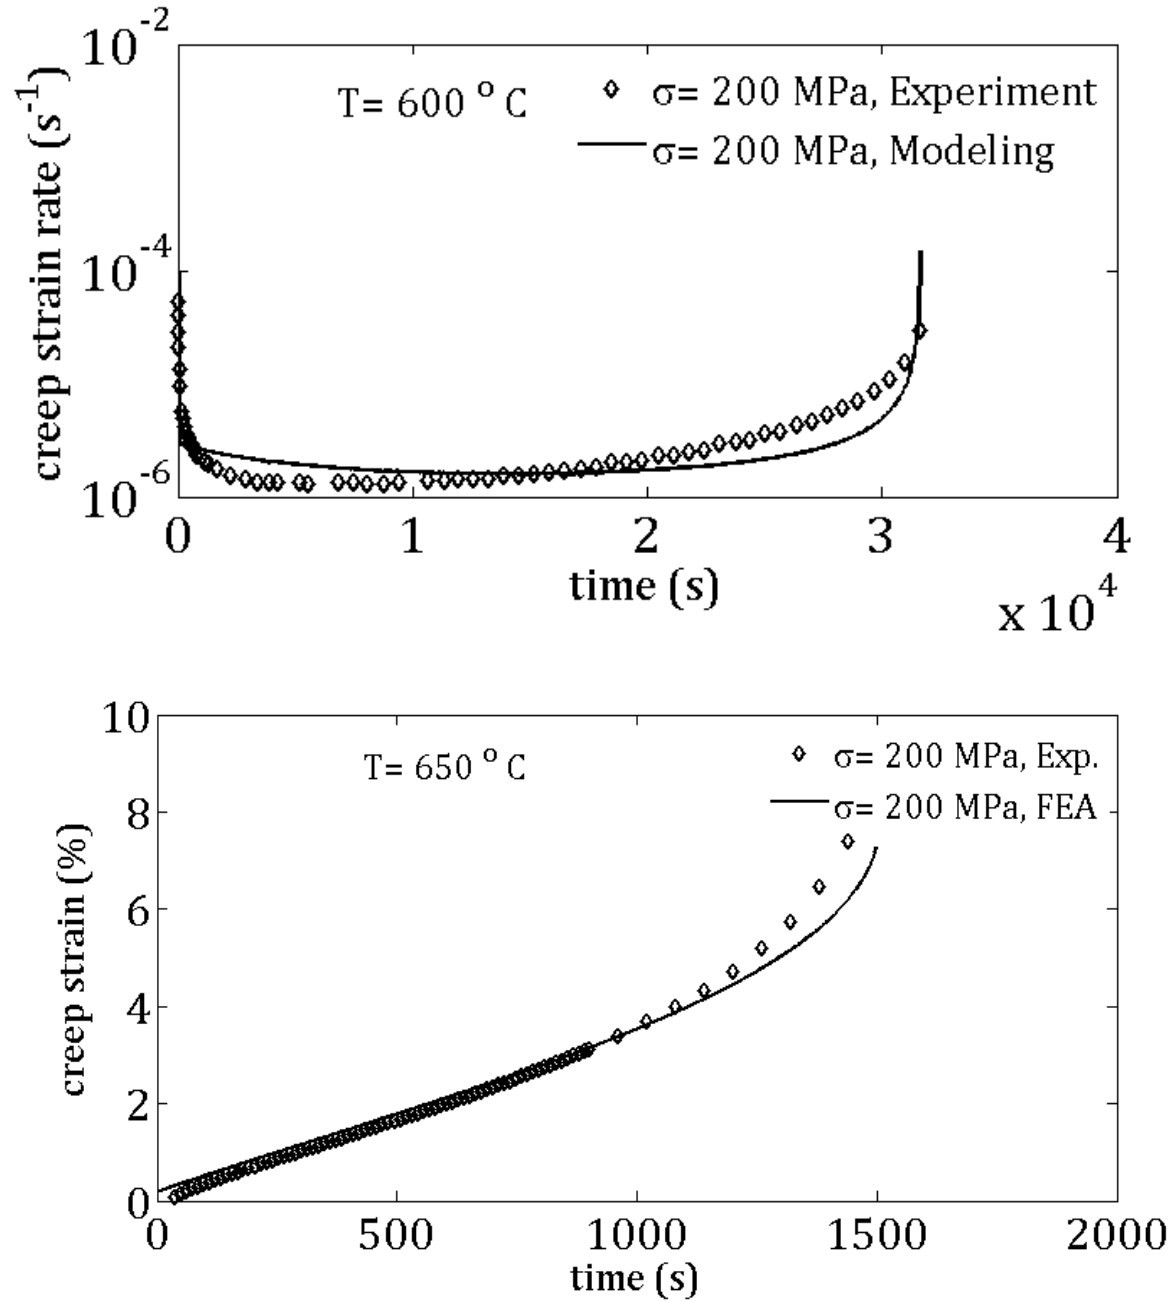 10^-2
T= 600 °C
σ= 200 MPa, Experiment
σ= 200 MPa, Modeling
creep strain rate (s^-1)
10^-4
10^-6
0 1 2 3 4
time (s)
x 10^4
10
T= 650 °C
σ= 200 MPa, Exp.
σ= 200 MPa, FEA
8
creep strain (%)
6
4
2
0
0 500 1000 1500 2000
time (s)